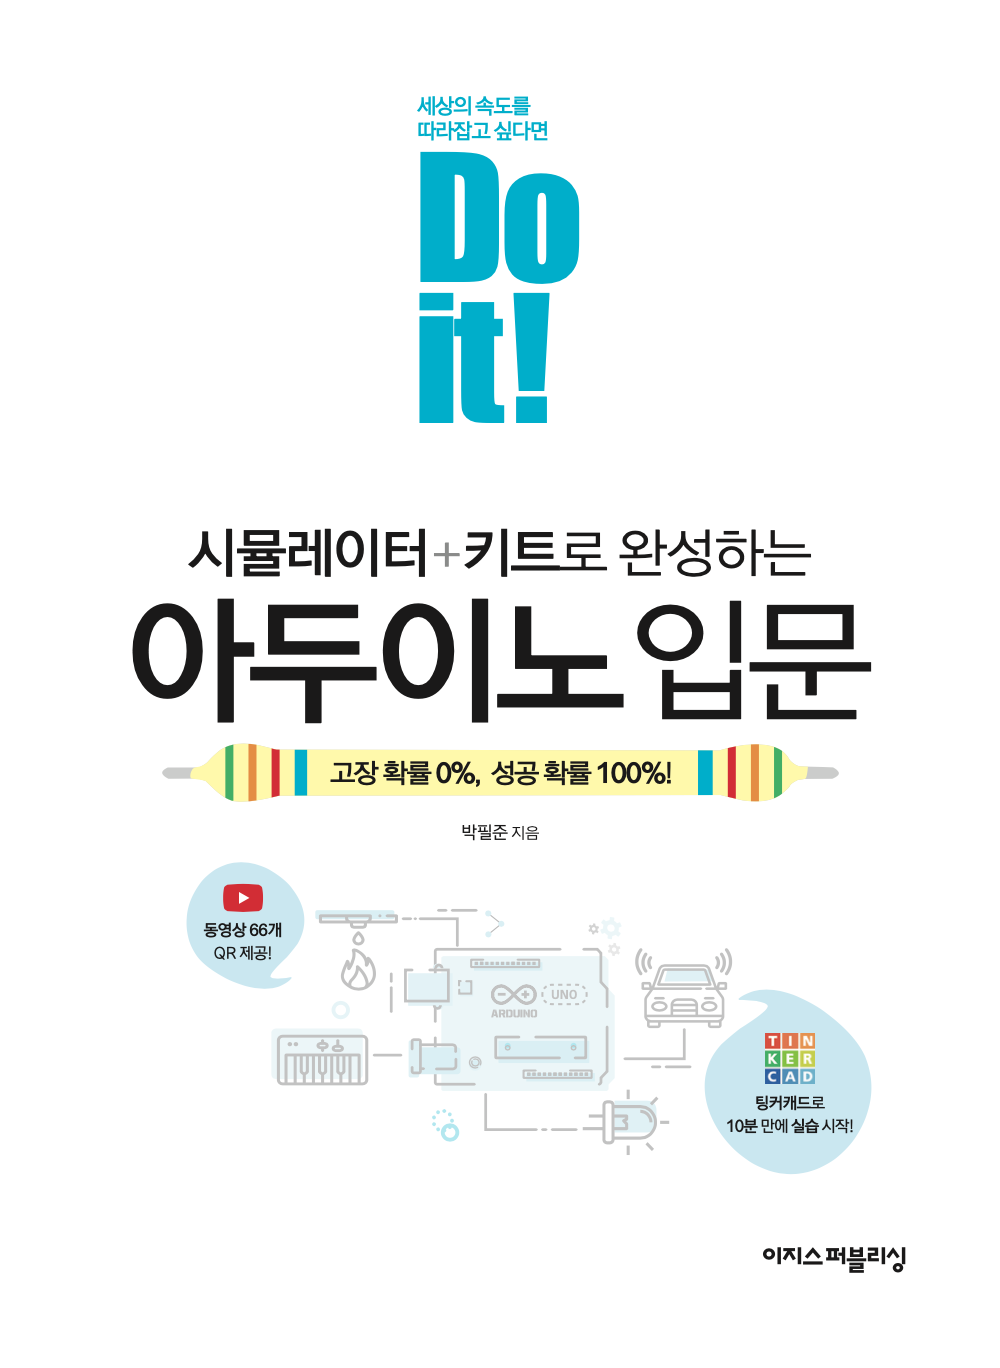 세상의 속도를
따라잡고 싶다면
Do
it!
시뮬레이터+키트로 완성하는
아두이노 입문
고장 확률 0%, 성공 확률 100%!
박필준 지음
동영상 66개
QR 제공!
UNO
ARDUINO
TIN
KER
CAD
팅커캐드로
10분 만에 실습 시작!
이지스퍼블리싱